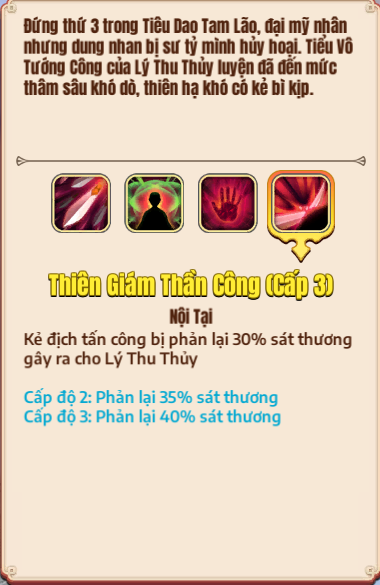 Đứng thứ 3 trong Tiêu Dao Tam Lão, đại mỹ nhân
nhưng dung nhan bị sư tỷ mình hủy hoại. Tiểu Vô
Tướng Công của Lý Thu Thủy luyện đã đến mức
thâm sâu khó dò, thiên hạ khó có kẻ bì kịp.
Thiên Giám Thần Công (Cấp 3)
Nội Tại
Kẻ địch tấn công bị phản lại 30% sát thương
gây ra cho Lý Thu Thủy
Cấp độ 2: Phản lại 35% sát thương
Cấp độ 3: Phản lại 40% sát thương